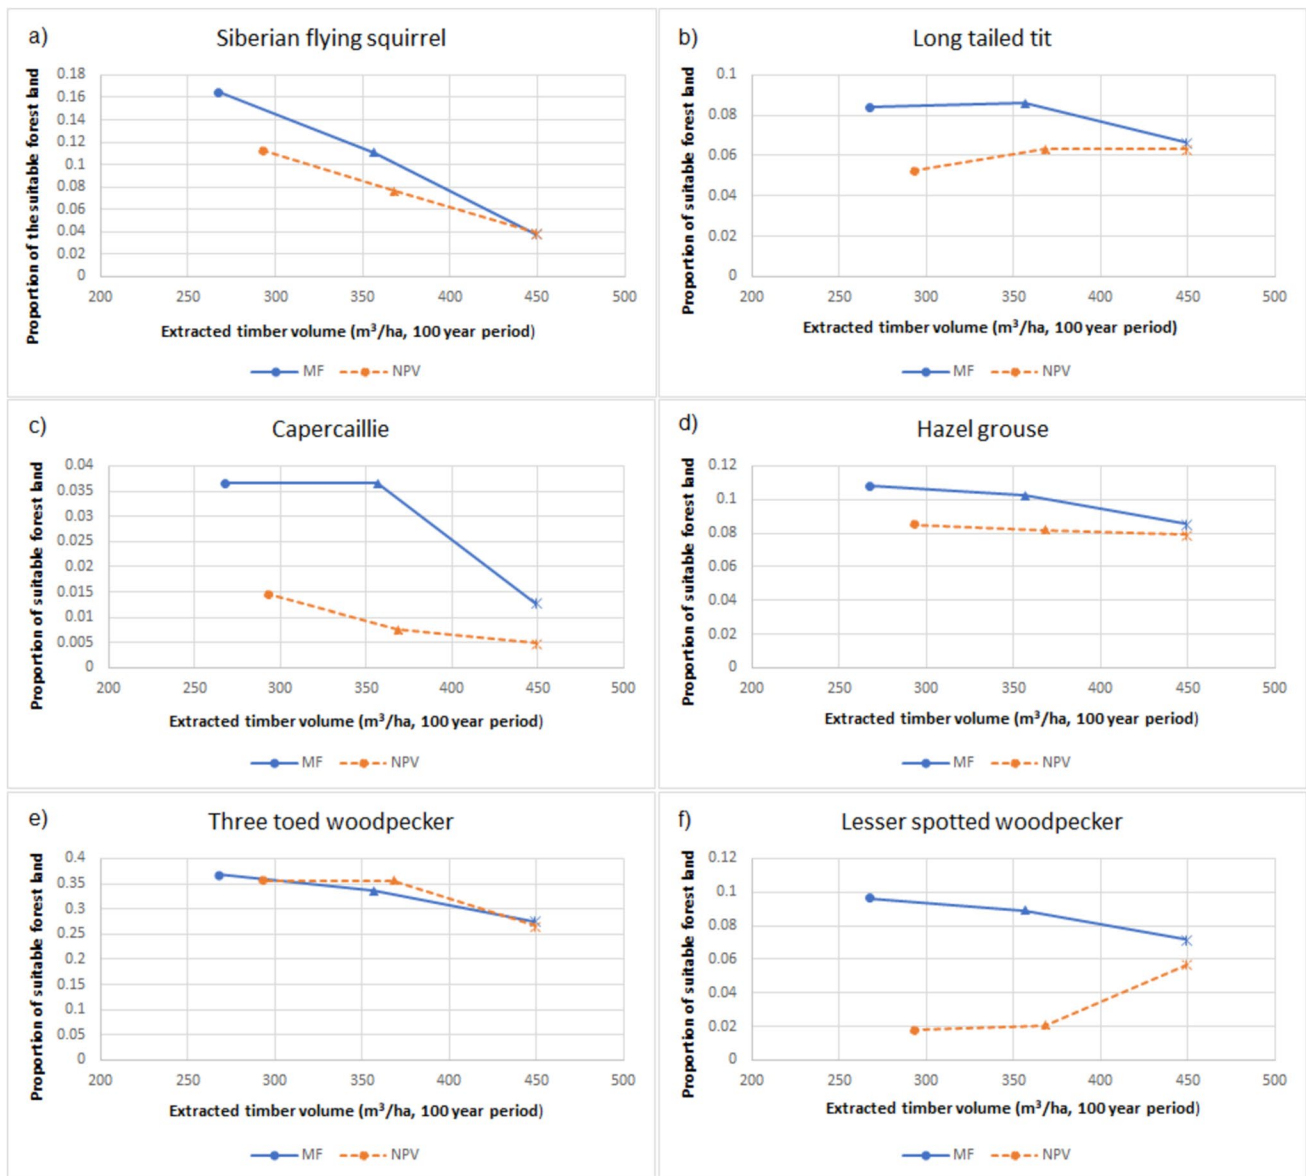 a)
Siberian flying squirrel
Proportion of the suitable forest land
0.18
0.16
0.14
0.12
0.1
0.08
0.06
0.04
0.02
0
200 250 300 350 400 450 500
Extracted timber volume (m³/ha, 100 year period)
MF NPV
b)
Long tailed tit
Proportion of suitable forest land
0.1
0.08
0.06
0.04
0.02
0
200 250 300 350 400 450 500
Extracted timber volume (m³/ha, 100 year period)
MF NPV
c)
Capercaillie
Proportion of suitable forest land
0.04
0.035
0.03
0.025
0.02
0.015
0.01
0.005
0
200 250 300 350 400 450 500
Extracted timber volume (m³/ha, 100 year period)
MF NPV
d)
Hazel grouse
Proportion of suitable forest land
0.12
0.1
0.08
0.06
0.04
0.02
0
200 250 300 350 400 450 500
Extracted timber volume (m³/ha, 100 year period)
MF NPV
e)
Three toed woodpecker
Proportion of suitable forest land
0.4
0.35
0.3
0.25
0.2
0.15
0.1
0.05
0
200 250 300 350 400 450 500
Extracted timber volume (m³/ha, 100 year period)
MF NPV
f)
Lesser spotted woodpecker
Proportion of suitable forest land
0.12
0.1
0.08
0.06
0.04
0.02
0
200 250 300 350 400 450 500
Extracted timber volume (m³/ha, 100 year period)
MF NPV